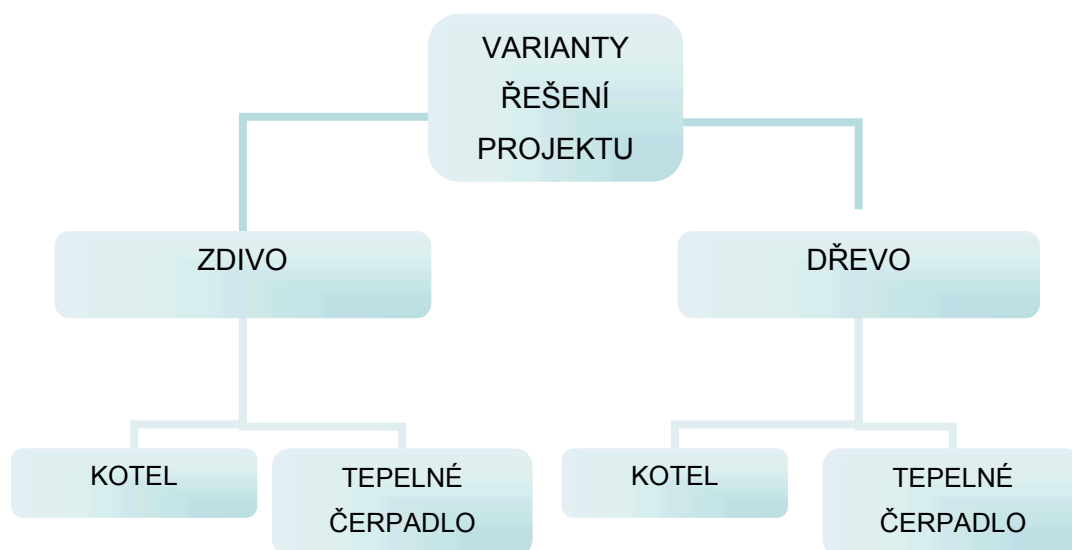 VARIANTY
ŘEŠENÍ
PROJEKTU
ZDIVO
DŘEVO
KOTEL
TEPELNÉ
ČERPADLO
KOTEL
TEPELNÉ
ČERPADLO